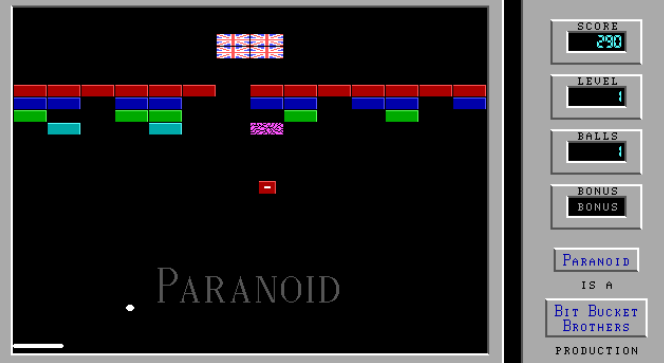 SCORE
290
LEVEL
1
BALLS
1
BONUS
BONUS
PARANOID
PARANOID
IS A
BIT BUCKET
BROTHERS
PRODUCTION